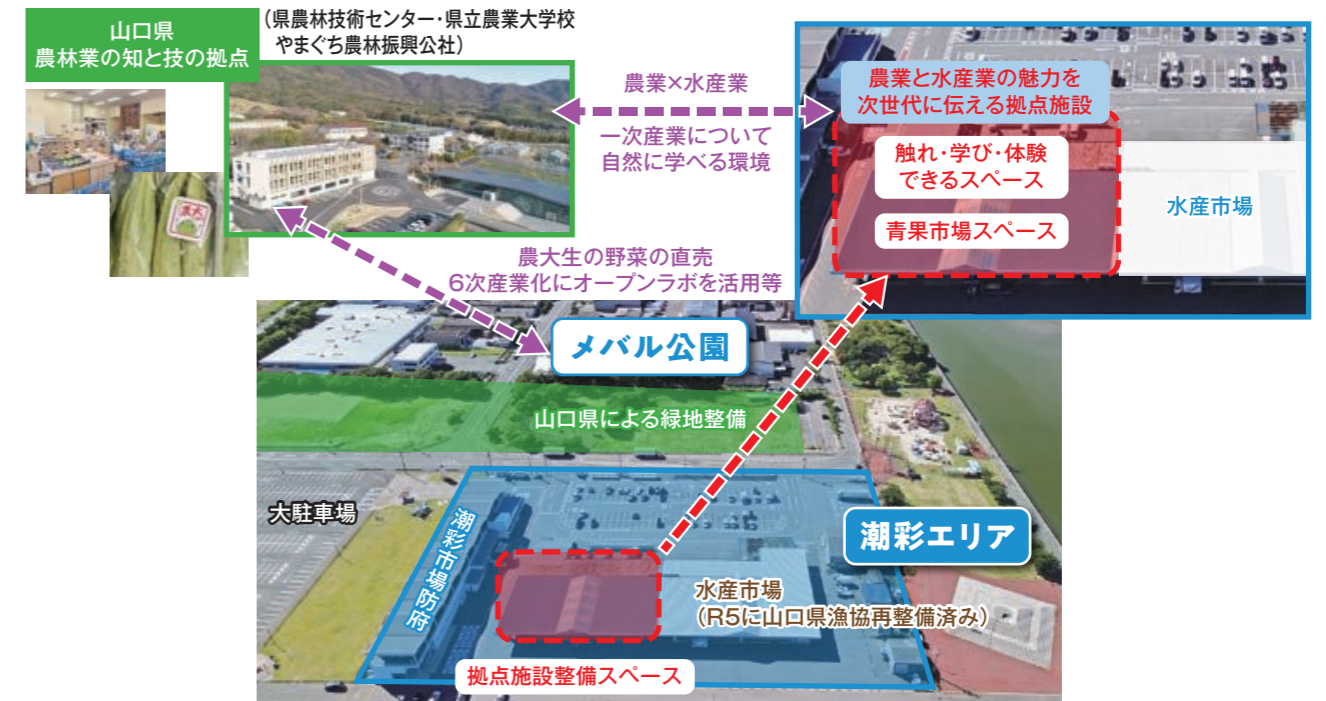 山口県
農林業の知と技の拠点
（県農林技術センター・県立農業大学校
やまぐち農林振興公社）
農大
農業×水産業
一次産業について
自然に学べる環境
農業と水産業の魅力を
次世代に伝える拠点施設
触れ・学び・体験
できるスペース
青果市場スペース
水産市場
農大生の野菜の直売
6次産業化にオープンラボを活用等
メバル公園
山口県による緑地整備
大駐車場
潮彩市場防府
潮彩エリア
水産市場
（R5に山口県漁協再整備済み）
拠点施設整備スペース